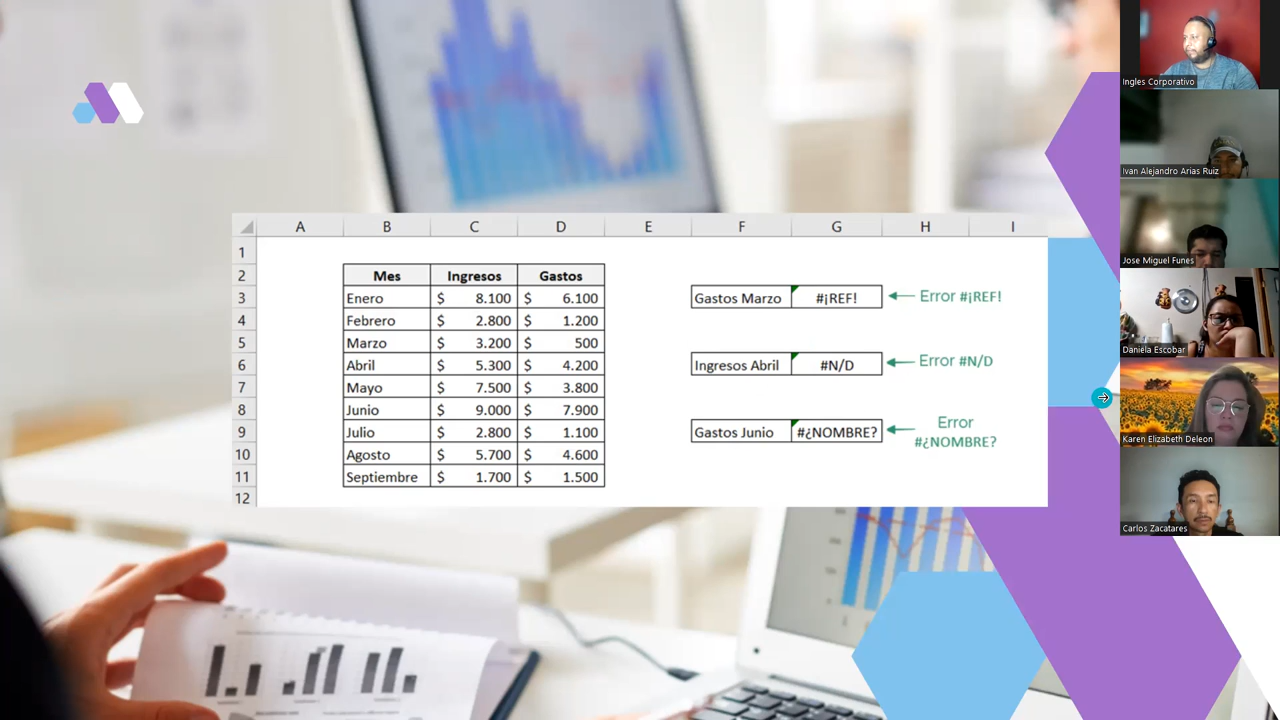 A B C D E F G H I
1
2 Mes Ingresos Gastos
3 Enero $ 8.100 $ 6.100 Gastos Marzo #¡REF! Error #¡REF!
4 Febrero $ 2.800 $ 1.200
5 Marzo $ 3.200 $ 500
6 Abril $ 5.300 $ 4.200 Ingresos Abril #N/D Error #N/D
7 Mayo $ 7.500 $ 3.800
8 Junio $ 9.000 $ 7.900
9 Julio $ 2.800 $ 1.100 Gastos Junio #¿NOMBRE? Error
#¿NOMBRE?
10 Agosto $ 5.700 $ 4.600
11 Septiembre $ 1.700 $ 1.500
12
Ingles Corporativo
Ivan Alejandro Arias Ruiz
Jose Miguel Funes
Daniela Escobar
Karen Elizabeth Deleon
Carlos Zacatares